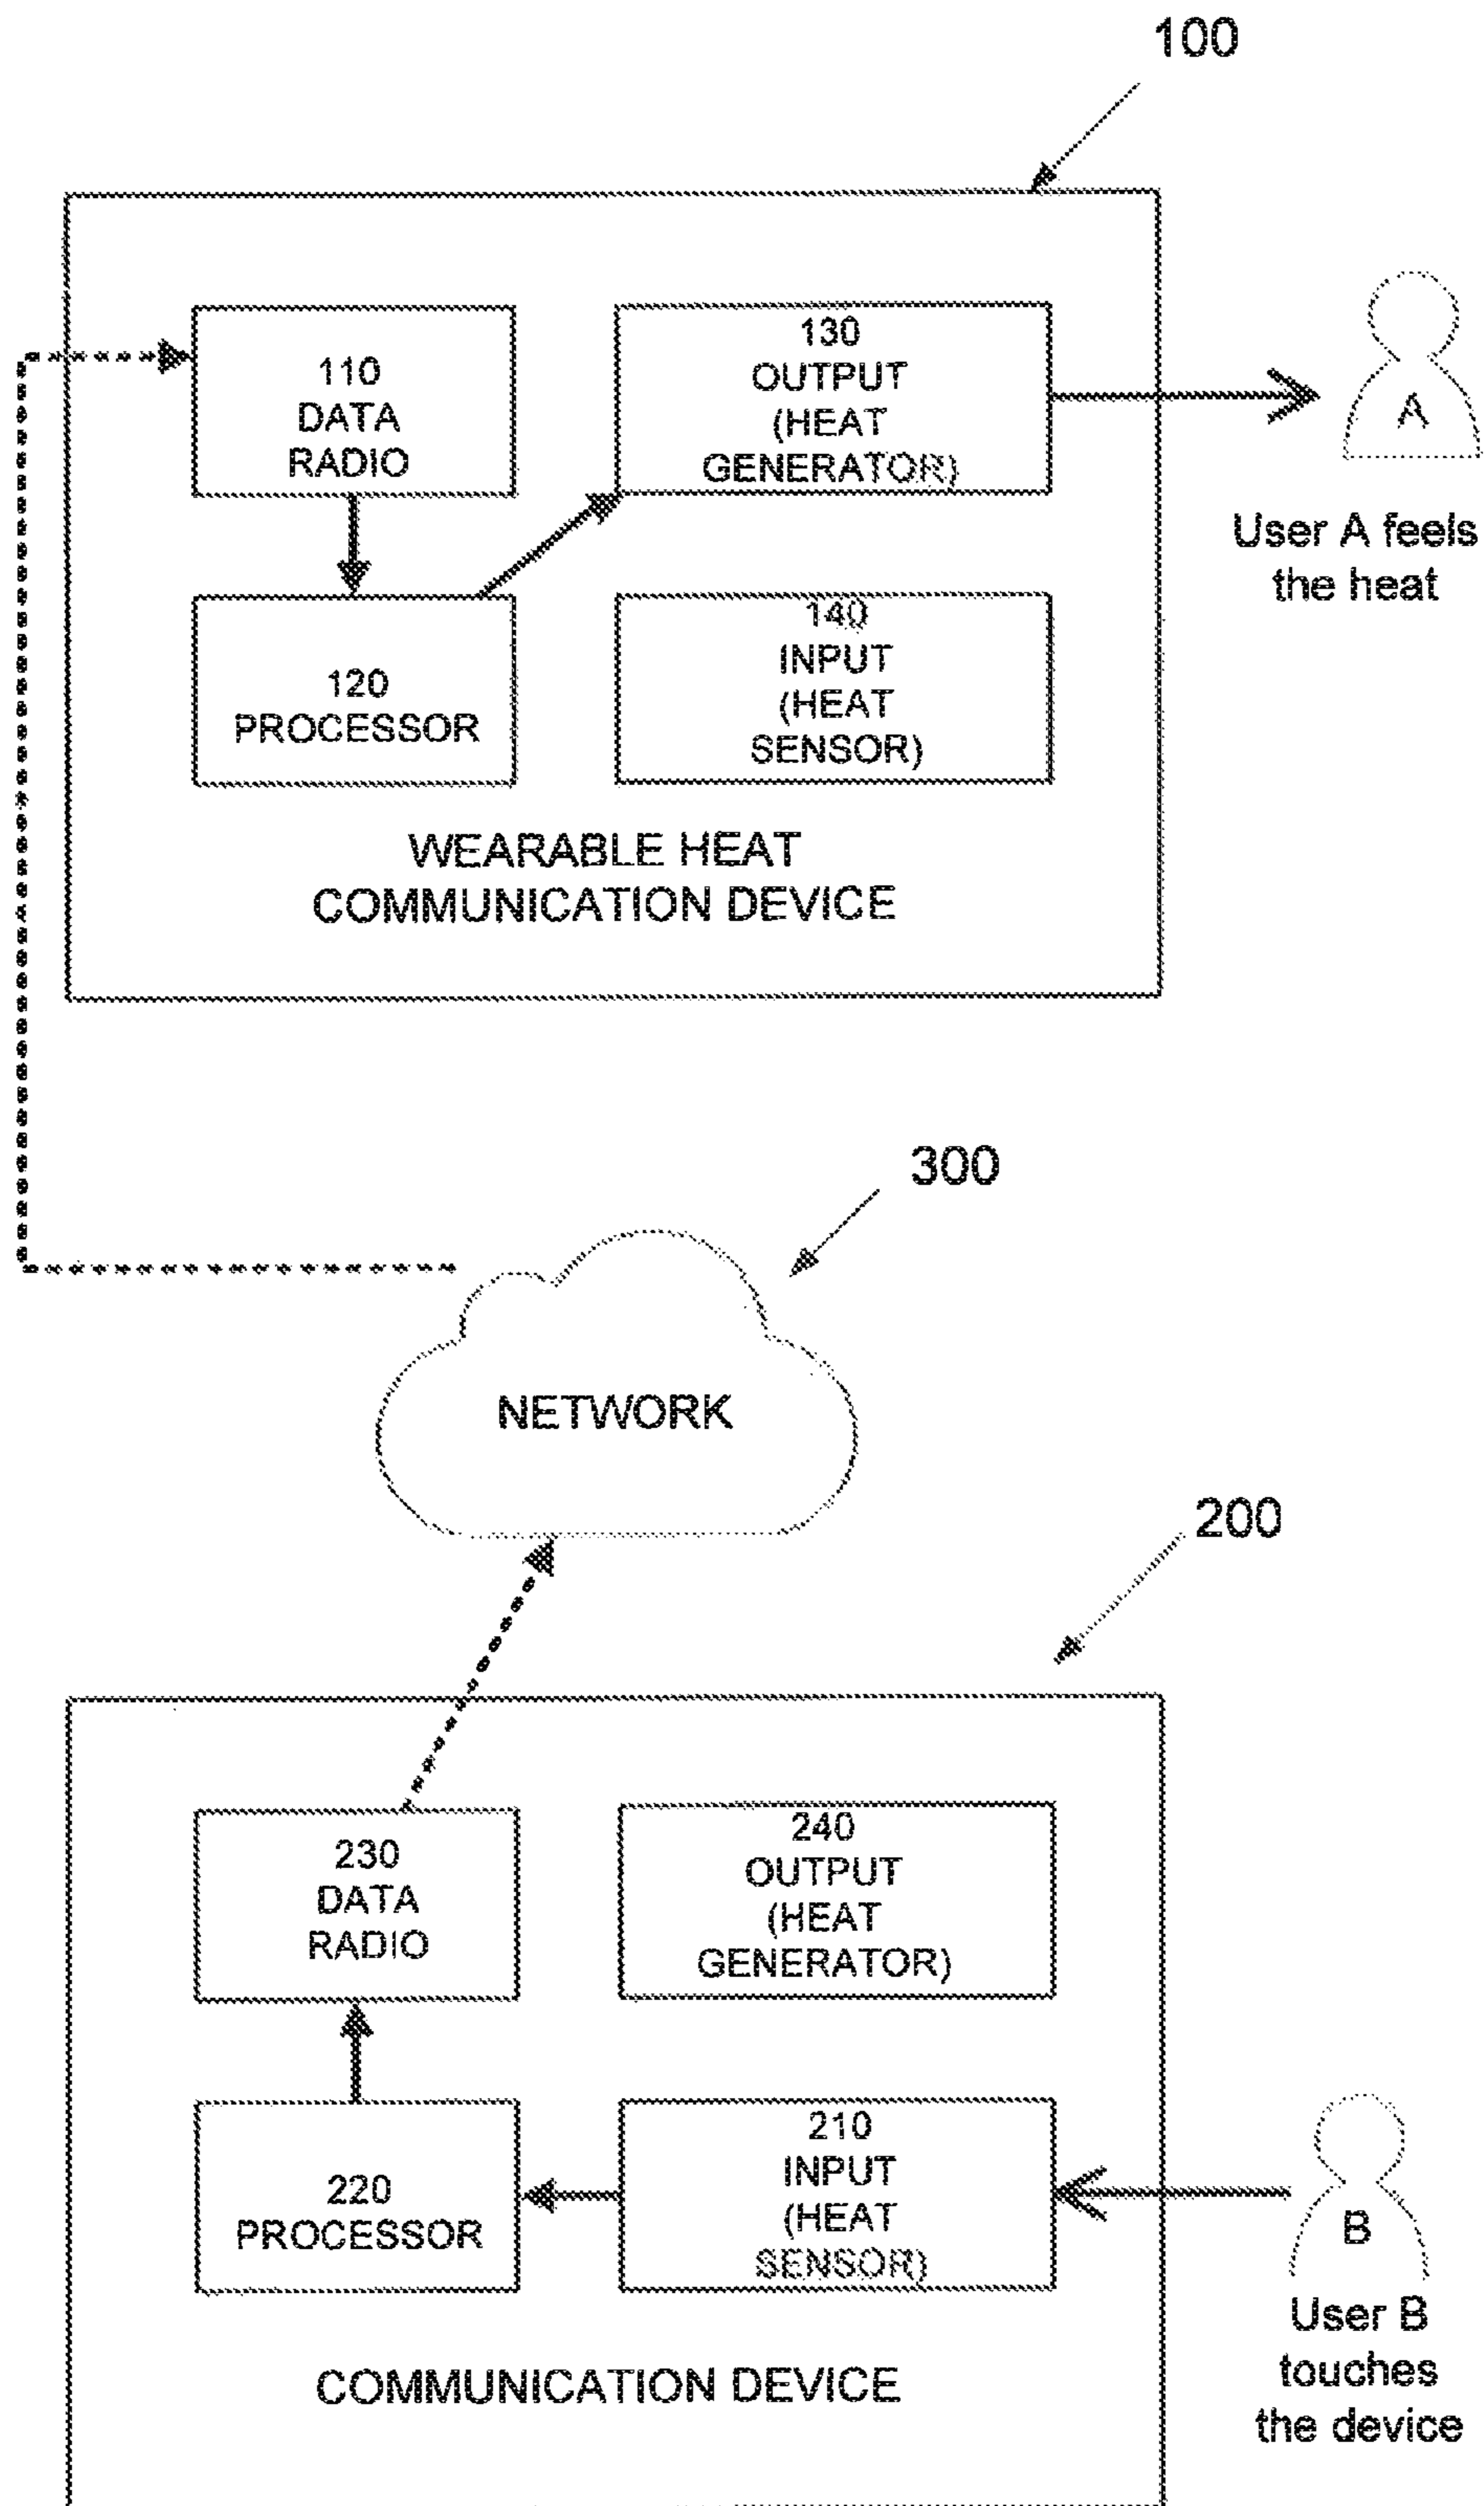 100
110
DATA
RADIO
130
OUTPUT
(HEAT
GENERATOR)
A
User A feels
the heat
120
PROCESSOR
140
INPUT
(HEAT
SENSOR)
WEARABLE HEAT
COMMUNICATION DEVICE
300
NETWORK
200
230
DATA
RADIO
240
OUTPUT
(HEAT
GENERATOR)
220
PROCESSOR
210
INPUT
(HEAT
SENSOR)
B
User B
touches
the device
COMMUNICATION DEVICE